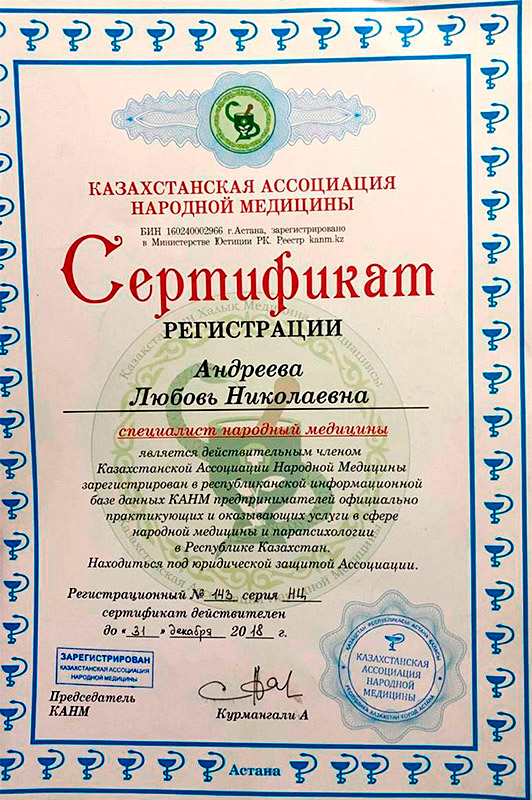 КАЗАХСТАНСКАЯ АССОЦИАЦИЯ
НАРОДНОЙ МЕДИЦИНЫ
БИН 160240002966 г.Астана, зарегистрировано
в Министерстве Юстиции РК. Реестр kanm.kz
Сертификат
РЕГИСТРАЦИИ
Андреева
Любовь Николаевна
специалист народный медицины
является действительным членом
Казахстанской Ассоциации Народной Медицины
зарегистрирован в республиканской информационной
базе данных КАНМ предпринимателей официально
практикующих и оказывающих услуги в сфере
народной медицины и парапсихологии
в Республике Казахстан.
Находиться под юридической защитой Ассоциации.
Регистрационный № 143 серия НЦ
сертификат действителен
до «31» декабря 2018 г.
ЗАРЕГИСТРИРОВАН
КАЗАХСТАНСКАЯ АССОЦИАЦИЯ
НАРОДНОЙ МЕДИЦИНЫ
Председатель
КАНМ
Курмангали А
КАЗАХСТАНСКАЯ
АССОЦИАЦИЯ
НАРОДНОЙ
МЕДИЦИНЫ
Астана